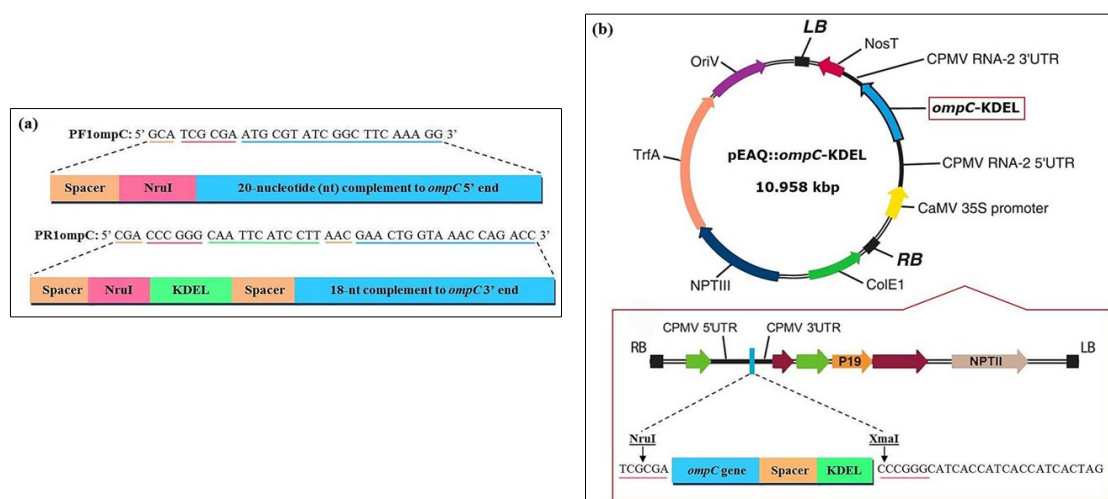 (a)
PF1ompC: 5' GCA TCG CGA ATG CGT ATC GGC TTC AAA GG 3'
Spacer NruI 20-nucleotide (nt) complement to ompC 5' end
PR1ompC: 5' CGA CCC GGG CAA TTC ATC CTT AAC GAA CTG GTA AAC CAG ACC 3'
Spacer NruI KDEL Spacer 18-nt complement to ompC 3' end
(b)
LB
NosT
OriV
CPMV RNA-2 3'UTR
ompC-KDEL
TrfA
pEAQ::ompC-KDEL
10.958 kbp
CPMV RNA-2 5'UTR
CaMV 35S promoter
RB
NPTIII
ColE1
CPMV 5'UTR CPMV 3'UTR
RB LB
P19 NPTII
NruI XmaI
TCGCGA ompC gene Spacer KDEL CCCGGGCATCACCATCACCATCACTAG